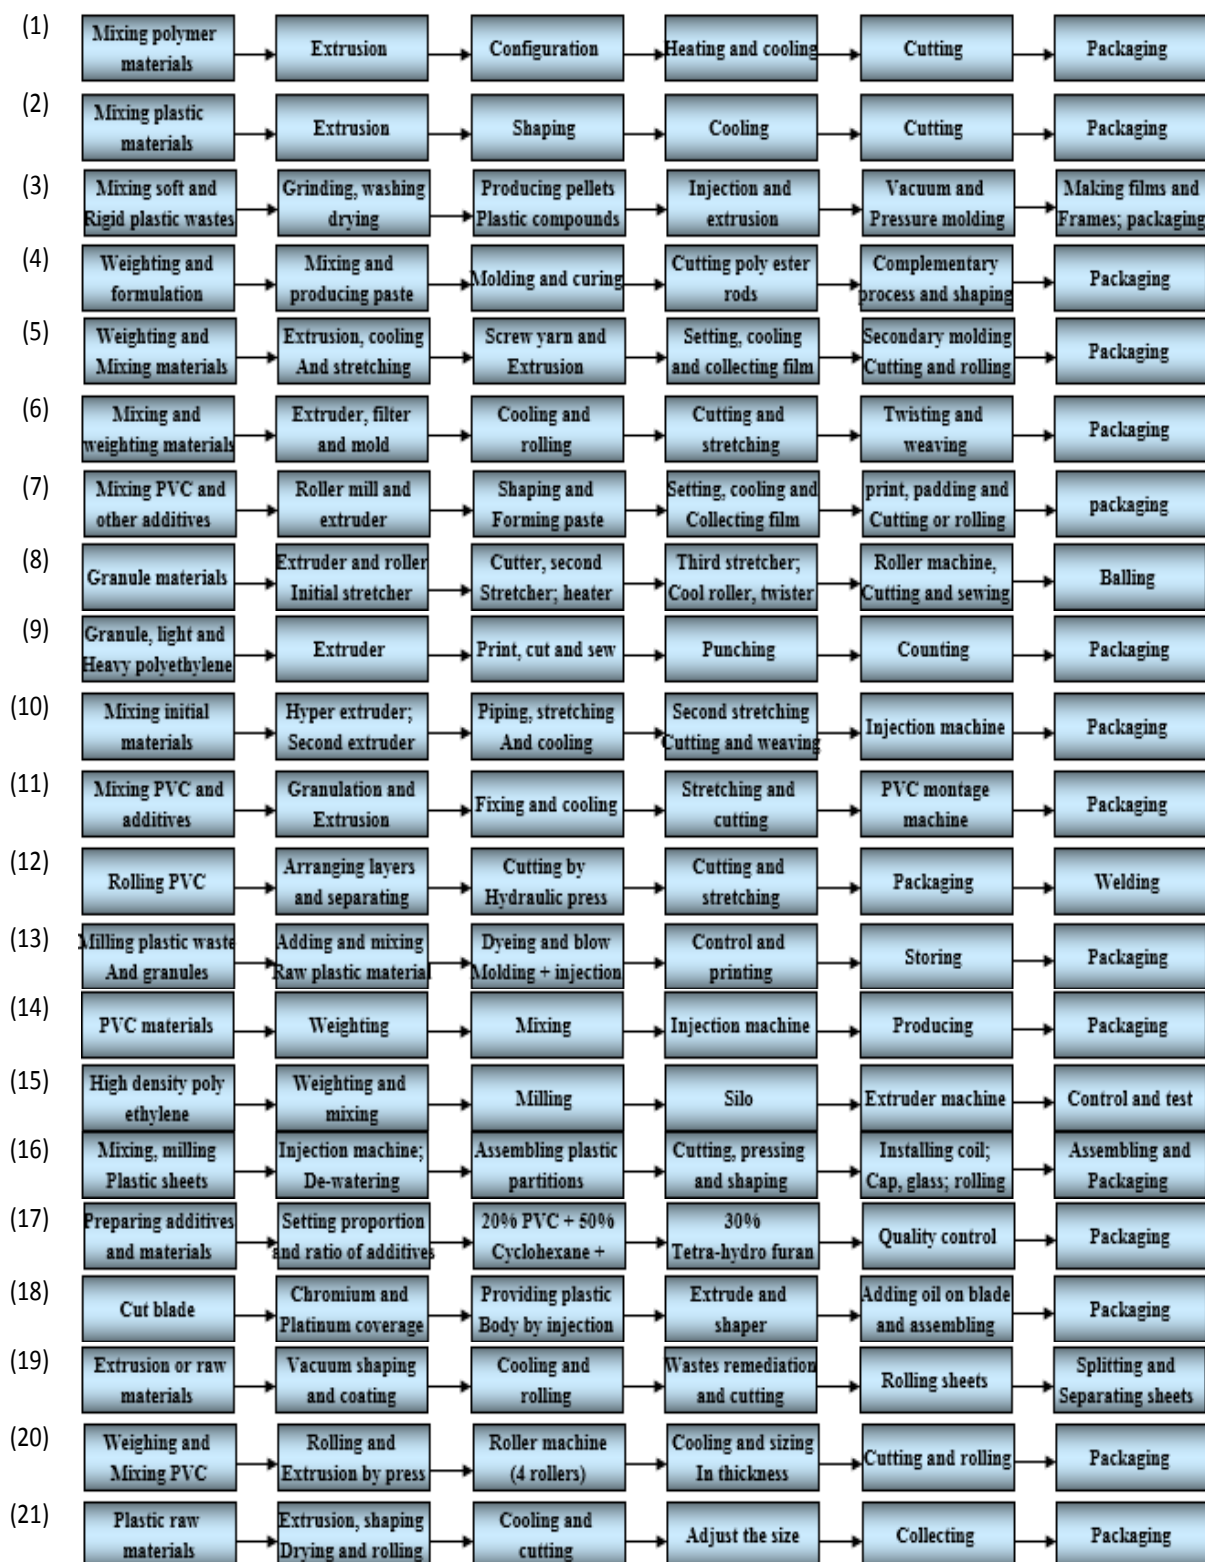 (1)
Mixing polymer
materials
Extrusion
Configuration
Heating and cooling
Cutting
Packaging
(2)
Mixing plastic
materials
Extrusion
Shaping
Cooling
Cutting
Packaging
(3)
Mixing soft and
Rigid plastic wastes
Grinding, washing
drying
Producing pellets
Plastic compounds
Injection and
extrusion
Vacuum and
Pressure molding
Making films and
Frames; packaging
(4)
Weighting and
formulation
Mixing and
producing paste
Molding and curing
Cutting poly ester
rods
Complementary
process and shaping
Packaging
(5)
Weighting and
Mixing materials
Extrusion, cooling
And stretching
Screw yarn and
Extrusion
Setting, cooling
and collecting film
Secondary molding
Cutting and rolling
Packaging
(6)
Mixing and
weighting materials
Extruder, filter
and mold
Cooling and
rolling
Cutting and
stretching
Twisting and
weaving
Packaging
(7)
Mixing PVC and
other additives
Roller mill and
extruder
Shaping and
Forming paste
Setting, cooling and
Collecting film
print, padding and
Cutting or rolling
packaging
(8)
Granule materials
Extruder and roller
Initial stretcher
Cutter, second
Stretcher; heater
Third stretcher;
Cool roller, twister
Roller machine,
Cutting and sewing
Balling
(9)
Granule, light and
Heavy polyethylene
Extruder
Print, cut and sew
Punching
Counting
Packaging
(10)
Mixing initial
materials
Hyper extruder;
Second extruder
Piping, stretching
And cooling
Second stretching
Cutting and weaving
Injection machine
Packaging
(11)
Mixing PVC and
additives
Granulation and
Extrusion
Fixing and cooling
Stretching and
cutting
PVC montage
machine
Packaging
(12)
Rolling PVC
Arranging layers
and separating
Cutting by
Hydraulic press
Cutting and
stretching
Packaging
Welding
(13)
Milling plastic waste
And granules
Adding and mixing
Raw plastic material
Dyeing and blow
Molding + injection
Control and
printing
Storing
Packaging
(14)
PVC materials
Weighting
Mixing
Injection machine
Producing
Packaging
(15)
High density poly
ethylene
Weighting and
mixing
Milling
Silo
Extruder machine
Control and test
(16)
Mixing, milling
Plastic sheets
Injection machine;
De-watering
Assembling plastic
partitions
Cutting, pressing
and shaping
Installing coil;
Cap, glass; rolling
Assembling and
Packaging
(17)
Preparing additives
and materials
Setting proportion
and ratio of additives
20% PVC + 50%
Cyclohexane +
30%
Tetra-hydro furan
Quality control
Packaging
(18)
Cut blade
Chromium and
Platinum coverage
Providing plastic
Body by injection
Extrude and
shaper
Adding oil on blade
and assembling
Packaging
(19)
Extrusion or raw
materials
Vacuum shaping
and coating
Cooling and
rolling
Wastes remediation
and cutting
Rolling sheets
Splitting and
Separating sheets
(20)
Weighing and
Mixing PVC
Rolling and
Extrusion by press
Roller machine
(4 rollers)
Cooling and sizing
In thickness
Cutting and rolling
Packaging
(21)
Plastic raw
materials
Extrusion, shaping
Drying and rolling
Cooling and
cutting
Adjust the size
Collecting
Packaging